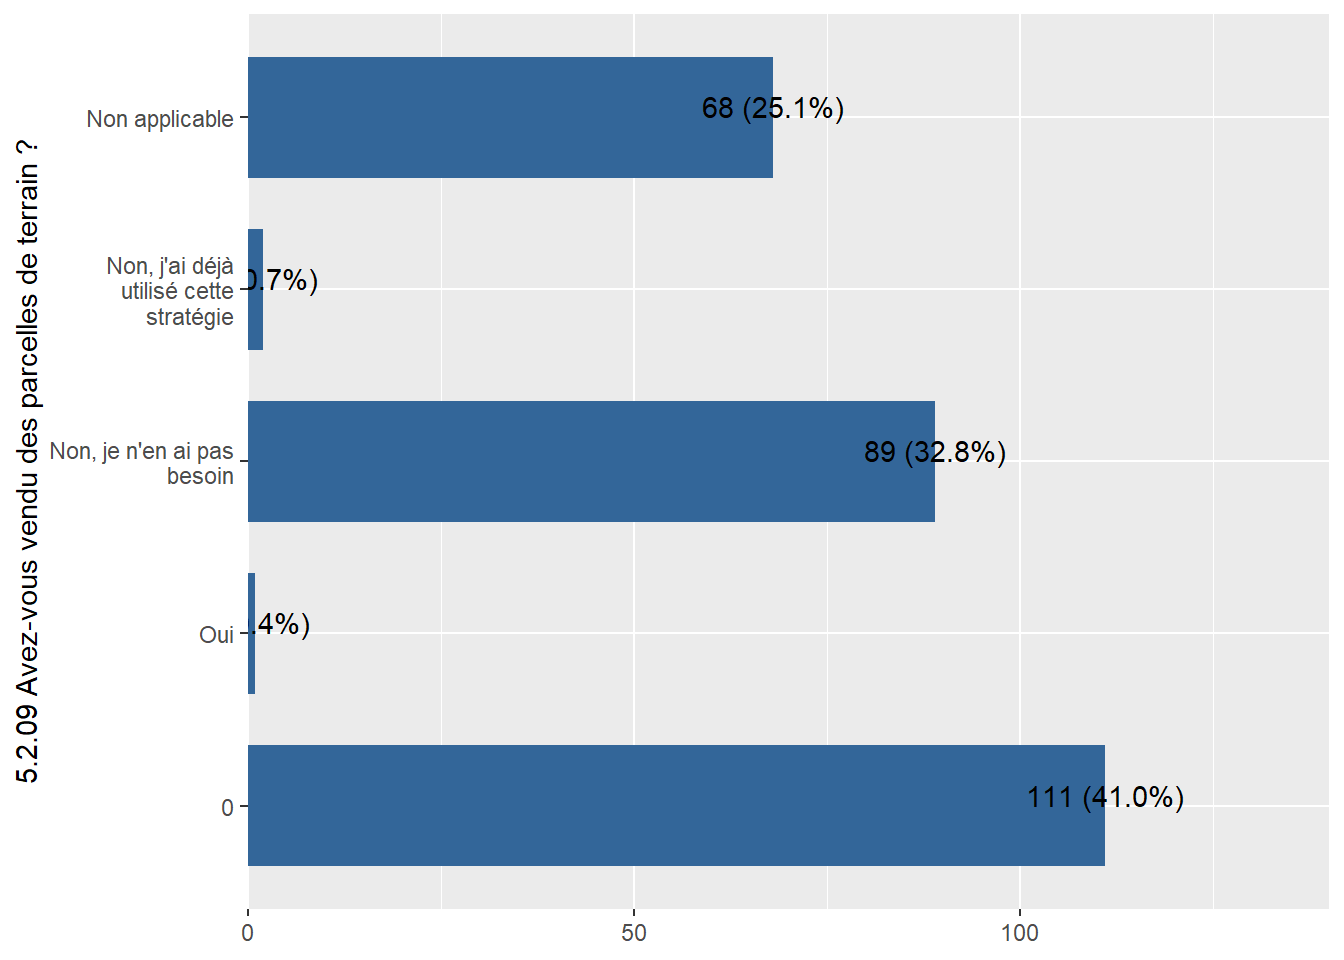 5.2.09 Avez-vous vendu des parcelles de terrain ?
Non applicable
68 (25.1%)
Non, j'ai déjà
utilisé cette
stratégie
0.7%)
Non, je n'en ai pas
besoin
89 (32.8%)
Oui
.4%)
0
111 (41.0%)
0
50
100